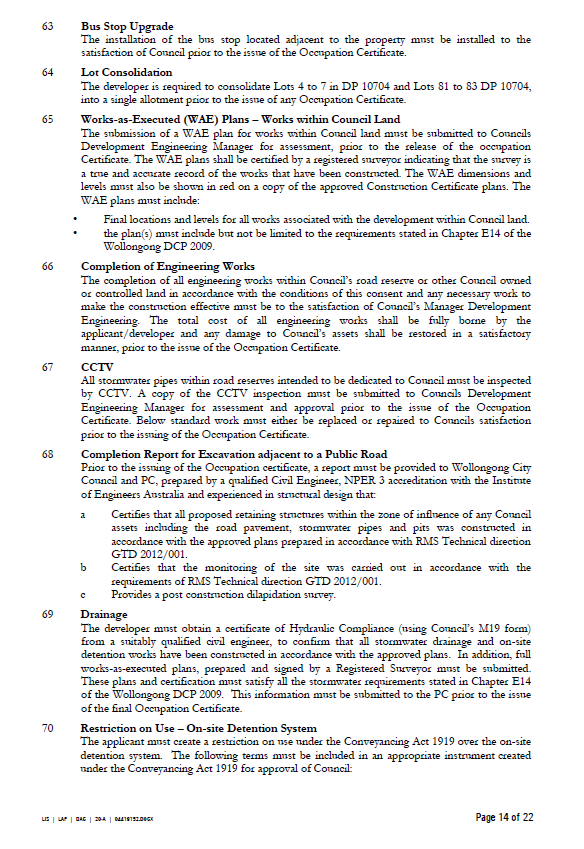 63 Bus Stop Upgrade
The installation of the bus stop located adjacent to the property must be installed to the
satisfaction of Council prior to the issue of the Occupation Certificate.
64 Lot Consolidation
The developer is required to consolidate Lots 4 to 7 in DP 10704 and Lots 81 to 83 DP 10704,
into a single allotment prior to the issue of any Occupation Certificate.
65 Works-as-Executed (WAE) Plans – Works within Council Land
The submission of a WAE plan for works within Council land must be submitted to Councils
Development Engineering Manager for assessment, prior to the release of the occupation
Certificate. The WAE plans shall be certified by a registered surveyor indicating that the survey is
a true and accurate record of the works that have been constructed. The WAE dimensions and
levels must also be shown in red on a copy of the approved Construction Certificate plans. The
WAE plans must include:
• Final locations and levels for all works associated with the development within Council land.
• the plan(s) must include but not be limited to the requirements stated in Chapter E14 of the
Wollongong DCP 2009.
66 Completion of Engineering Works
The completion of all engineering works within Council's road reserve or other Council owned
or controlled land in accordance with the conditions of this consent and any necessary work to
make the construction effective must be to the satisfaction of Council's Manager Development
Engineering. The total cost of all engineering works shall be fully borne by the
applicant/developer and any damage to Council's assets shall be restored in a satisfactory
manner, prior to the issue of the Occupation Certificate.
67 CCTV
All stormwater pipes within road reserves intended to be dedicated to Council must be inspected
by CCTV. A copy of the CCTV inspection must be submitted to Councils Development
Engineering Manager for assessment and approval prior to the issue of the Occupation
Certificate. Below standard work must either be replaced or repaired to Councils satisfaction
prior to the issuing of the Occupation Certificate.
68 Completion Report for Excavation adjacent to a Public Road
Prior to the issuing of the Occupation certificate, a report must be provided to Wollongong City
Council and PC, prepared by a qualified Civil Engineer, NPER 3 accreditation with the Institute
of Engineers Australia and experienced in structural design that:
a Certifies that all proposed retaining structures within the zone of influence of any Council
assets including the road pavement, stormwater pipes and pits was constructed in
accordance with the approved plans prepared in accordance with RMS Technical direction
GTD 2012/001.
b Certifies that the monitoring of the site was carried out in accordance with the
requirements of RMS Technical direction GTD 2012/001.
c Provides a post construction dilapidation survey.
69 Drainage
The developer must obtain a certificate of Hydraulic Compliance (using Council's M19 form)
from a suitably qualified civil engineer, to confirm that all stormwater drainage and on-site
detention works have been constructed in accordance with the approved plans. In addition, full
works-as-executed plans, prepared and signed by a Registered Surveyor must be submitted.
These plans and certification must satisfy all the stormwater requirements stated in Chapter E14
of the Wollongong DCP 2009. This information must be submitted to the PC prior to the issue
of the final Occupation Certificate.
70 Restriction on Use – On-site Detention System
The applicant must create a restriction on use under the Conveyancing Act 1919 over the on-site
detention system. The following terms must be included in an appropriate instrument created
under the Conveyancing Act 1919 for approval of Council:
LIS | LAP | DAG | 20-A | 04419152.DOCX Page 14 of 22